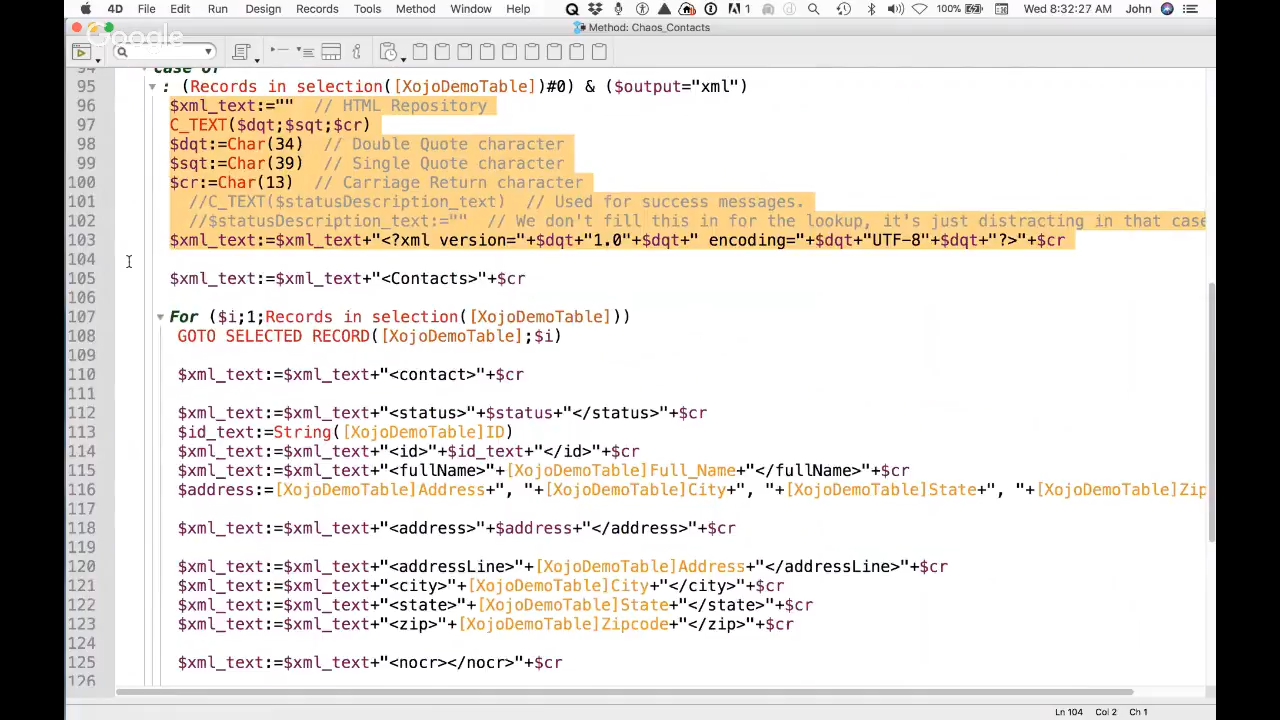 4D File Edit Run Design Records Tools Method Window Help 1 100% Wed 8:32:27 AM John
Method: Chaos_Contacts
Google
94 case of
95 : (Records in selection([XojoDemoTable])#0) & ($output="xml")
96 $xml_text:="" // HTML Repository
97 C_TEXT($dqt;$sqt;$cr)
98 $dqt:=Char(34) // Double Quote character
99 $sqt:=Char(39) // Single Quote character
100 $cr:=Char(13) // Carriage Return character
101 //C_TEXT($statusDescription_text) // Used for success messages.
102 //$statusDescription_text:="" // We don't fill this in for the lookup, it's just distracting in that case
103 $xml_text:=$xml_text+"<?xml version="+$dqt+"1.0"+$dqt+" encoding="+$dqt+"UTF-8"+$dqt+"?>"+$cr
104
105 $xml_text:=$xml_text+"<Contacts>"+$cr
106
107 For ($i;1;Records in selection([XojoDemoTable]))
108 GOTO SELECTED RECORD([XojoDemoTable];$i)
109
110 $xml_text:=$xml_text+"<contact>"+$cr
111
112 $xml_text:=$xml_text+"<status>"+$status+"</status>"+$cr
113 $id_text:=String([XojoDemoTable]ID)
114 $xml_text:=$xml_text+"<id>"+$id_text+"</id>"+$cr
115 $xml_text:=$xml_text+"<fullName>"+[XojoDemoTable]Full_Name+"</fullName>"+$cr
116 $address:=[XojoDemoTable]Address+", "+[XojoDemoTable]City+", "+[XojoDemoTable]State+", "+[XojoDemoTable]Zip
117
118 $xml_text:=$xml_text+"<address>"+$address+"</address>"+$cr
119
120 $xml_text:=$xml_text+"<addressLine>"+[XojoDemoTable]Address+"</addressLine>"+$cr
121 $xml_text:=$xml_text+"<city>"+[XojoDemoTable]City+"</city>"+$cr
122 $xml_text:=$xml_text+"<state>"+[XojoDemoTable]State+"</state>"+$cr
123 $xml_text:=$xml_text+"<zip>"+[XojoDemoTable]Zipcode+"</zip>"+$cr
124
125 $xml_text:=$xml_text+"<nocr></nocr>"+$cr
126
Ln 104 Col 2 Ch 1